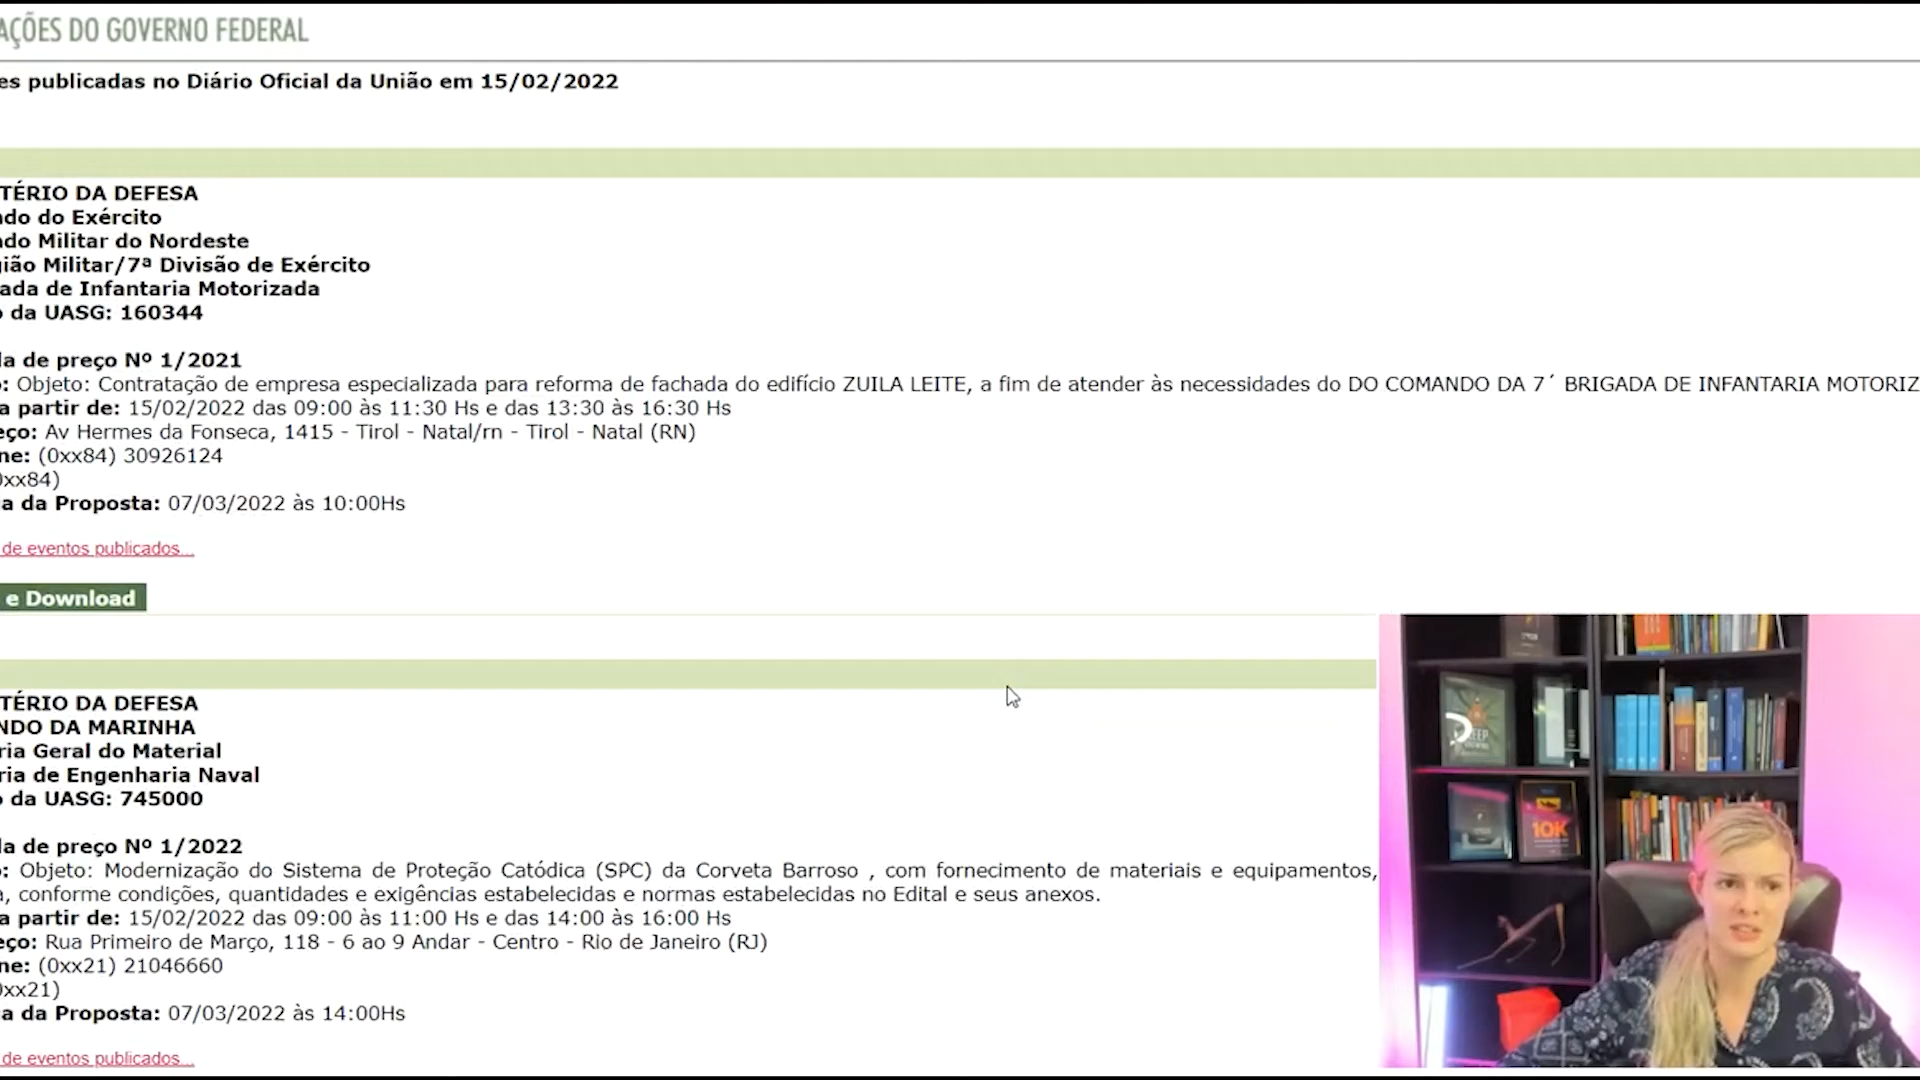 AÇÕES DO GOVERNO FEDERAL
es publicadas no Diário Oficial da União em 15/02/2022
TÉRIO DA DEFESA
ndo do Exército
ndo Militar do Nordeste
gião Militar/7ª Divisão de Exército
ada de Infantaria Motorizada
o da UASG: 160344
la de preço Nº 1/2021
o: Objeto: Contratação de empresa especializada para reforma de fachada do edifício ZUILA LEITE, a fim de atender às necessidades do DO COMANDO DA 7´ BRIGADA DE INFANTARIA MOTORIZ
a partir de: 15/02/2022 das 09:00 às 11:30 Hs e das 13:30 às 16:30 Hs
eço: Av Hermes da Fonseca, 1415 - Tirol - Natal/rn - Tirol - Natal (RN)
ne: (0xx84) 30926124
0xx84)
a da Proposta: 07/03/2022 às 10:00Hs
de eventos publicados...
e Download
TÉRIO DA DEFESA
NDO DA MARINHA
ria Geral do Material
ria de Engenharia Naval
o da UASG: 745000
la de preço Nº 1/2022
o: Objeto: Modernização do Sistema de Proteção Catódica (SPC) da Corveta Barroso , com fornecimento de materiais e equipamentos,
a, conforme condições, quantidades e exigências estabelecidas e normas estabelecidas no Edital e seus anexos.
a partir de: 15/02/2022 das 09:00 às 11:00 Hs e das 14:00 às 16:00 Hs
eço: Rua Primeiro de Março, 118 - 6 ao 9 Andar - Centro - Rio de Janeiro (RJ)
ne: (0xx21) 21046660
0xx21)
a da Proposta: 07/03/2022 às 14:00Hs
de eventos publicados...
10K